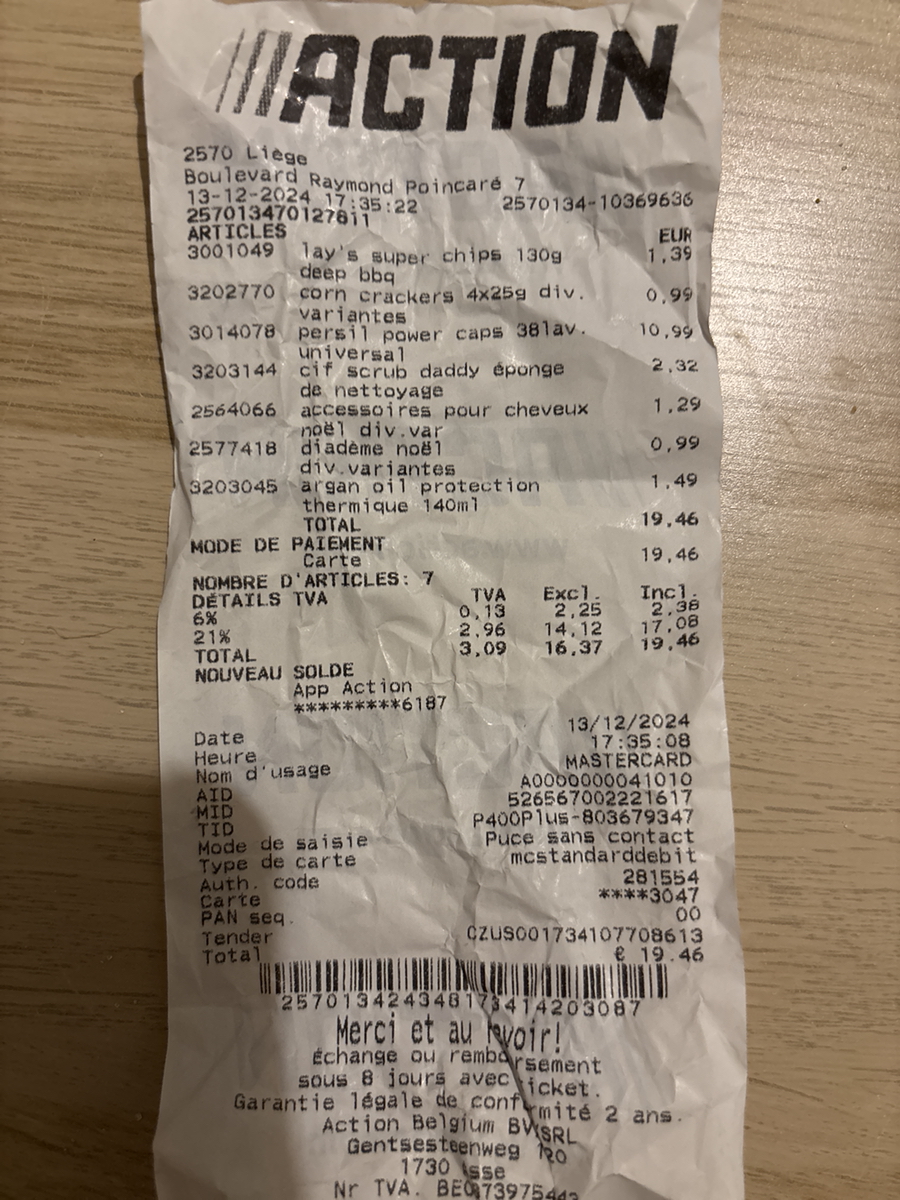 ACTION
2570 Liège
Boulevard Raymond Poincaré 7
13-12-2024 17:35:22 2570134-10369636
257013470127811
ARTICLES EUR
3001049 lay's super chips 130g 1,39
deep bbq
3202770 corn crackers 4x25g div. 0,99
variantes
3014078 persil power caps 38lav. 10,99
universal
3203144 cif scrub daddy éponge 2,32
de nettoyage
2564066 accessoires pour cheveux 1,29
noël div.var
2577418 diadème noël 0,99
div.variantes
3203045 argan oil protection 1,49
thermique 140ml
TOTAL 19,46
MODE DE PAIEMENT
Carte 19,46
NOMBRE D'ARTICLES: 7
DÉTAILS TVA TVA Excl. Incl.
6% 0,13 2,25 2,38
21% 2,96 14,12 17,08
TOTAL 3,09 16,37 19,46
NOUVEAU SOLDE
App Action
*********6187
Date 13/12/2024
Heure 17:35:08
Nom d'usage MASTERCARD
AID A0000000041010
MID 526567002221617
TID P400Plus-803679347
Mode de saisie Puce sans contact
Type de carte mcstandarddebit
Auth. code 281554
Carte ****3047
PAN seq. 00
Tender CZUS001734107708613
Total € 19.46
257013424348173414203087
Merci et au revoir!
Échange ou remboursement
sous 8 jours avec ticket.
Garantie légale de conformité 2 ans.
Action Belgium BV/SRL
Gentsesteenweg
1730 Asse
Nr TVA.